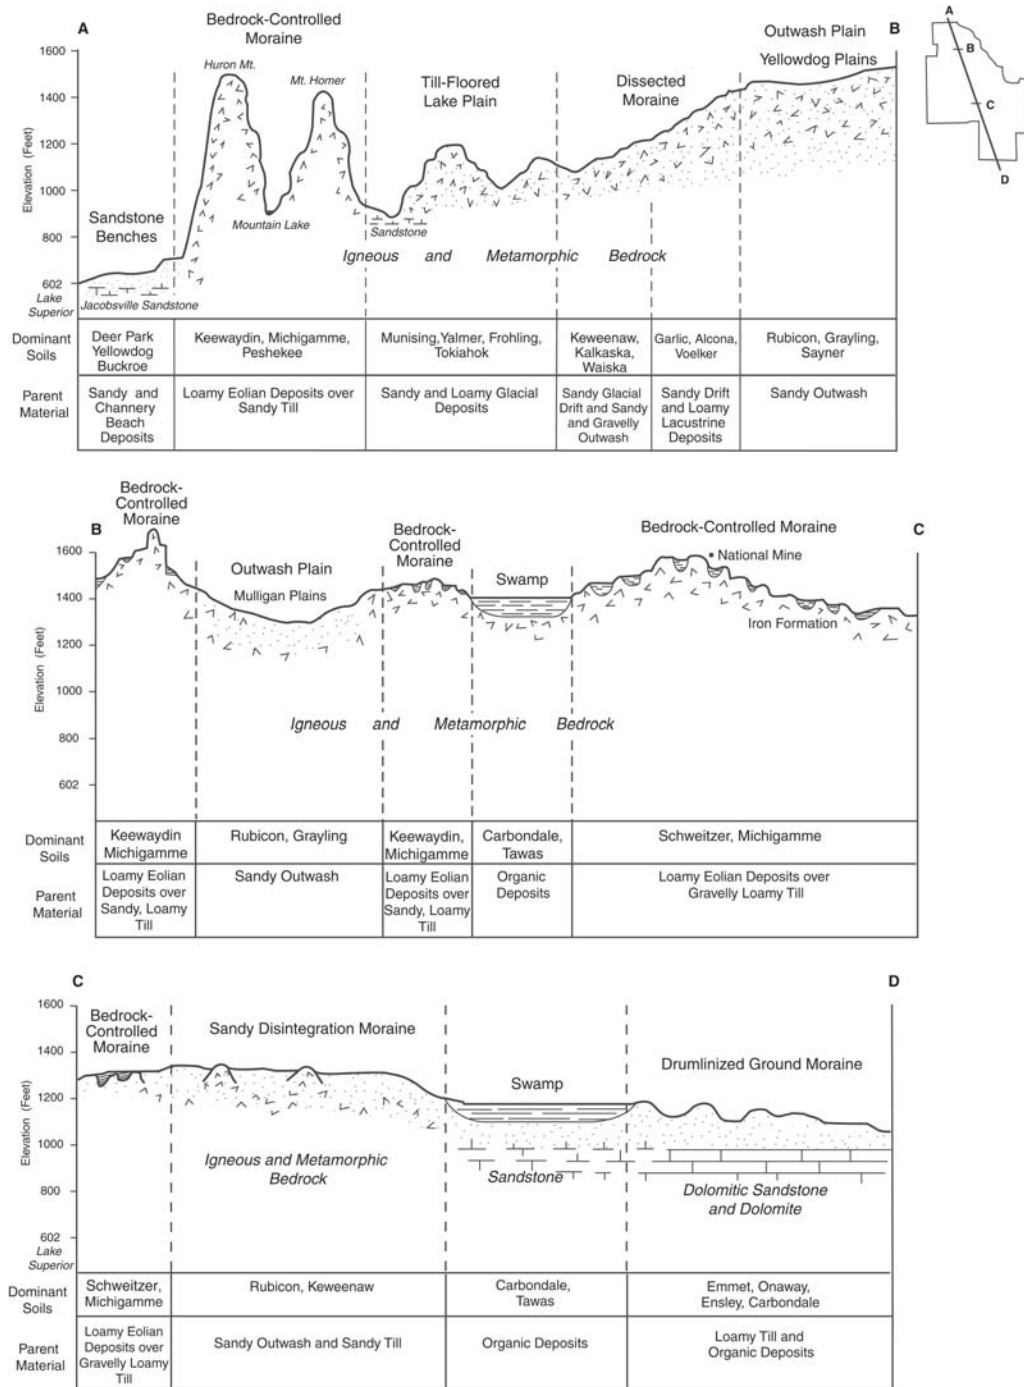 A
Bedrock-Controlled
Moraine
B
Outwash Plain
Yellowdog Plains
1600
1400
1200
1000
800
602
Lake
Superior
Elevation (Feet)
Huron Mt.
Mt. Homer
Till-Floored
Lake Plain
Dissected
Moraine
Mountain Lake
Sandstone
Sandstone
Benches
Igneous and Metamorphic Bedrock
Jacobsville Sandstone
A
B
C
D
Dominant
Soils
Deer Park
Yellowdog
Buckroe
Keewaydin, Michigamme,
Peshekee
Munising,Yalmer, Frohling,
Tokiahok
Keweenaw,
Kalkaska,
Waiska
Garlic, Alcona,
Voelker
Rubicon, Grayling,
Sayner
Parent
Material
Sandy and
Channery
Beach
Deposits
Loamy Eolian Deposits over
Sandy Till
Sandy and Loamy Glacial
Deposits
Sandy Glacial
Drift and Sandy
and Gravelly
Outwash
Sandy Drift
and Loamy
Lacustrine
Deposits
Sandy Outwash
B
Bedrock-
Controlled
Moraine
Outwash Plain
Mulligan Plains
Bedrock-
Controlled
Moraine
Swamp
Bedrock-Controlled Moraine
C
National Mine
Iron Formation
1600
1400
1200
1000
800
602
Elevation (Feet)
Igneous and Metamorphic Bedrock
Dominant
Soils
Keewaydin
Michigamme
Rubicon, Grayling
Keewaydin,
Michigamme
Carbondale,
Tawas
Schweitzer, Michigamme
Parent
Material
Loamy Eolian
Deposits over
Sandy, Loamy
Till
Sandy Outwash
Loamy Eolian
Deposits over
Sandy, Loamy
Till
Organic
Deposits
Loamy Eolian Deposits over
Gravelly Loamy Till
C
D
Bedrock-
Controlled
Moraine
Sandy Disintegration Moraine
Swamp
Drumlinized Ground Moraine
1600
1400
1200
1000
800
602
Lake
Superior
Elevation (Feet)
Igneous and Metamorphic
Bedrock
Sandstone
Dolomitic Sandstone
and Dolomite
Dominant
Soils
Schweitzer,
Michigamme
Rubicon, Keweenaw
Carbondale,
Tawas
Emmet, Onaway,
Ensley, Carbondale
Parent
Material
Loamy Eolian
Deposits over
Gravelly Loamy
Till
Sandy Outwash and Sandy Till
Organic Deposits
Loamy Till and
Organic Deposits